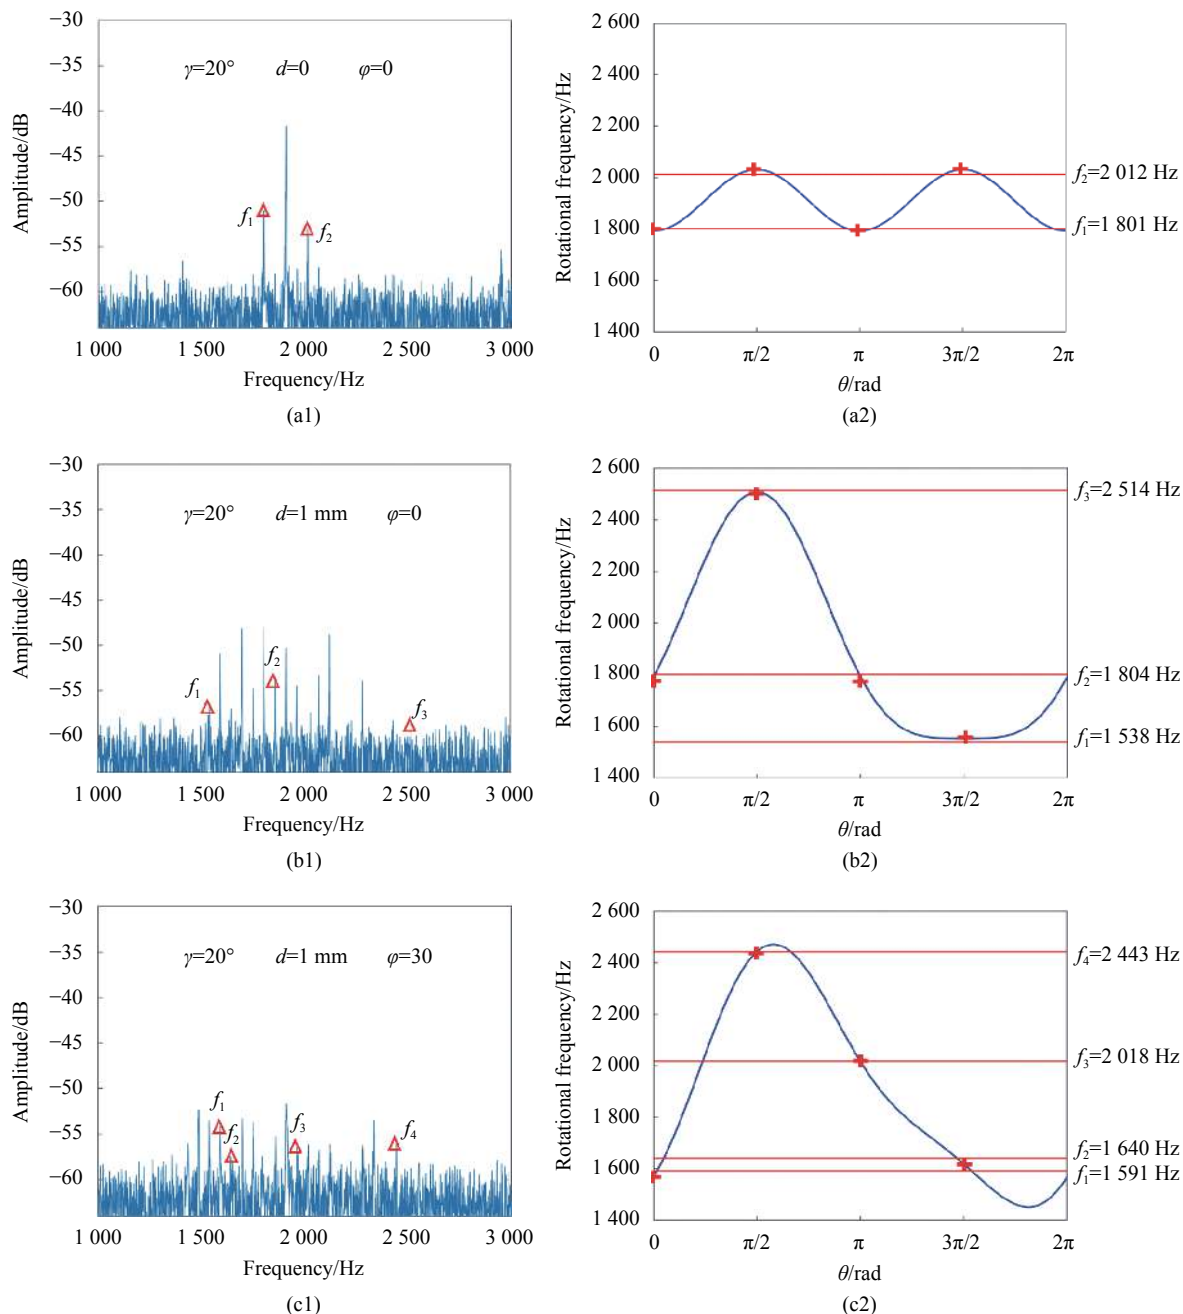 −30
−35
−40
−45
−50
−55
−60
Amplitude/dB
γ=20° d=0 φ=0
f₁
f₂
1 000 1 500 2 000 2 500 3 000
Frequency/Hz
(a1)
2 600
2 400
2 200
2 000
1 800
1 600
1 400
Rotational frequency/Hz
f₂=2 012 Hz
f₁=1 801 Hz
0 π/2 π 3π/2 2π
θ/rad
(a2)
−30
−35
−40
−45
−50
−55
−60
Amplitude/dB
γ=20° d=1 mm φ=0
f₁
f₂
f₃
1 000 1 500 2 000 2 500 3 000
Frequency/Hz
(b1)
2 600
2 400
2 200
2 000
1 800
1 600
1 400
Rotational frequency/Hz
f₃=2 514 Hz
f₂=1 804 Hz
f₁=1 538 Hz
0 π/2 π 3π/2 2π
θ/rad
(b2)
−30
−35
−40
−45
−50
−55
−60
Amplitude/dB
γ=20° d=1 mm φ=30
f₁
f₂
f₃
f₄
1 000 1 500 2 000 2 500 3 000
Frequency/Hz
(c1)
2 600
2 400
2 200
2 000
1 800
1 600
1 400
Rotational frequency/Hz
f₄=2 443 Hz
f₃=2 018 Hz
f₂=1 640 Hz
f₁=1 591 Hz
0 π/2 π 3π/2 2π
θ/rad
(c2)